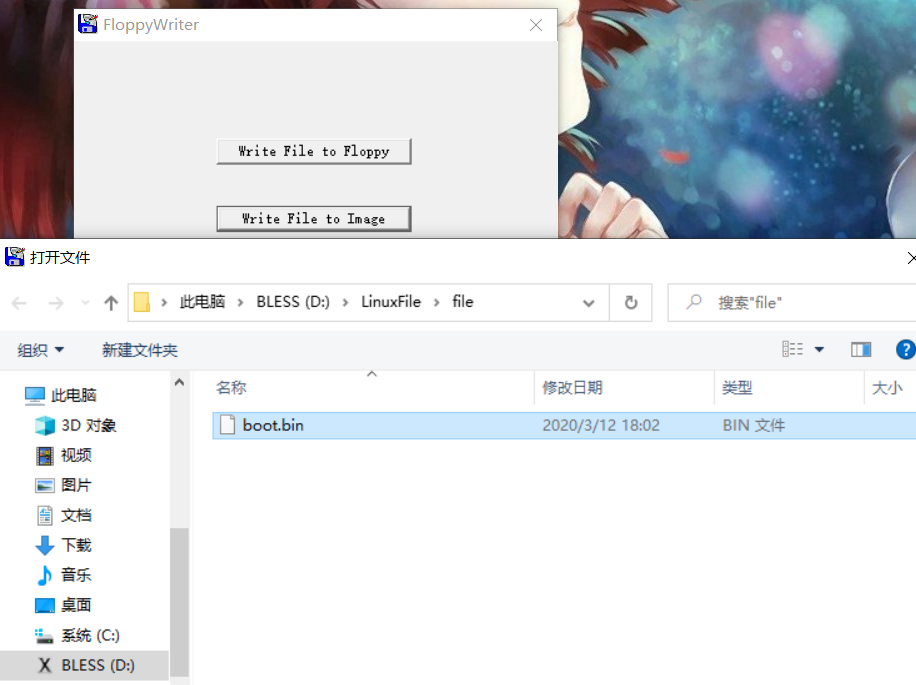 FloppyWriter
Write File to Floppy
Write File to Image
打开文件
此电脑 › BLESS (D:) › LinuxFile › file
搜索"file"
组织 新建文件夹
名称 修改日期 类型 大小
boot.bin 2020/3/12 18:02 BIN 文件
此电脑
3D 对象
视频
图片
文档
下载
音乐
桌面
系统 (C:)
BLESS (D:)